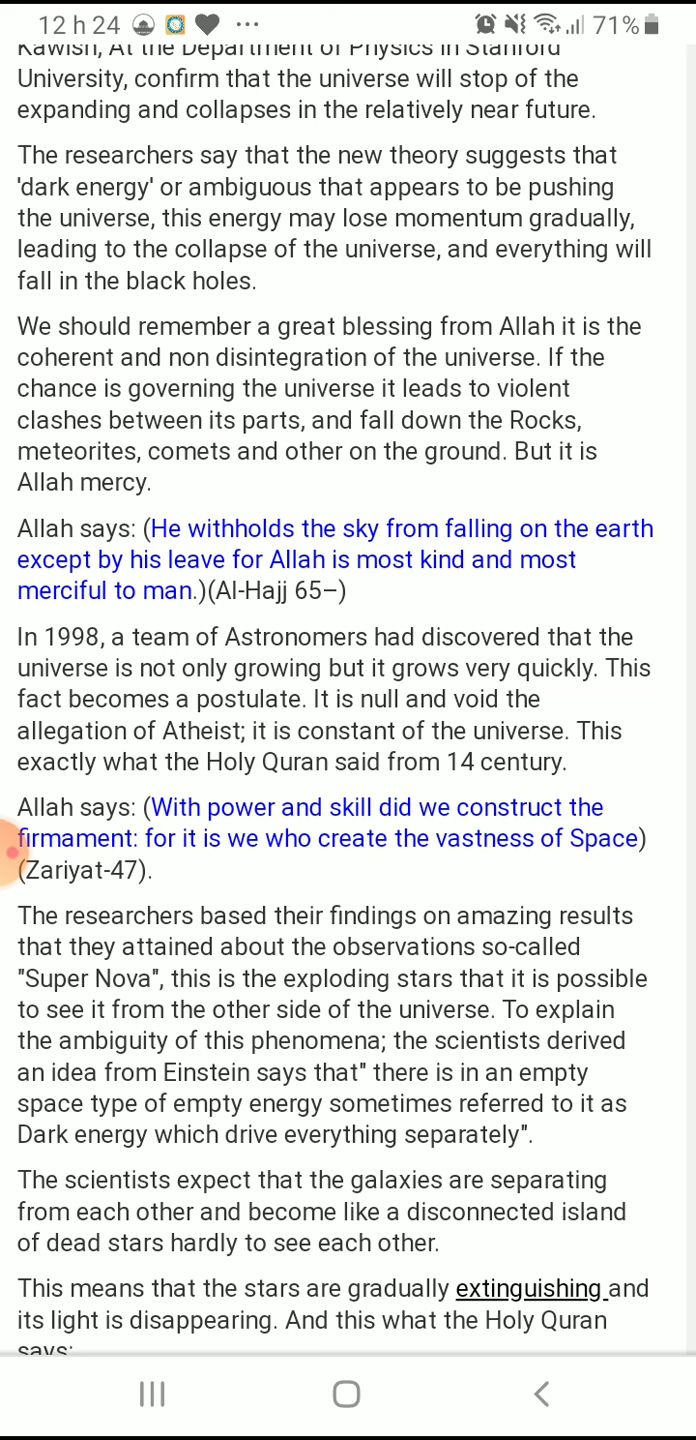 12 h 24 ... 71%
Kawish, At the Department of Physics in Stanford
University, confirm that the universe will stop of the
expanding and collapses in the relatively near future.
The researchers say that the new theory suggests that
'dark energy' or ambiguous that appears to be pushing
the universe, this energy may lose momentum gradually,
leading to the collapse of the universe, and everything will
fall in the black holes.
We should remember a great blessing from Allah it is the
coherent and non disintegration of the universe. If the
chance is governing the universe it leads to violent
clashes between its parts, and fall down the Rocks,
meteorites, comets and other on the ground. But it is
Allah mercy.
Allah says: (He withholds the sky from falling on the earth
except by his leave for Allah is most kind and most
merciful to man.)(Al-Hajj 65–)
In 1998, a team of Astronomers had discovered that the
universe is not only growing but it grows very quickly. This
fact becomes a postulate. It is null and void the
allegation of Atheist; it is constant of the universe. This
exactly what the Holy Quran said from 14 century.
Allah says: (With power and skill did we construct the
firmament: for it is we who create the vastness of Space)
(Zariyat-47).
The researchers based their findings on amazing results
that they attained about the observations so-called
"Super Nova", this is the exploding stars that it is possible
to see it from the other side of the universe. To explain
the ambiguity of this phenomena; the scientists derived
an idea from Einstein says that" there is in an empty
space type of empty energy sometimes referred to it as
Dark energy which drive everything separately".
The scientists expect that the galaxies are separating
from each other and become like a disconnected island
of dead stars hardly to see each other.
This means that the stars are gradually extinguishing and
its light is disappearing. And this what the Holy Quran
says: